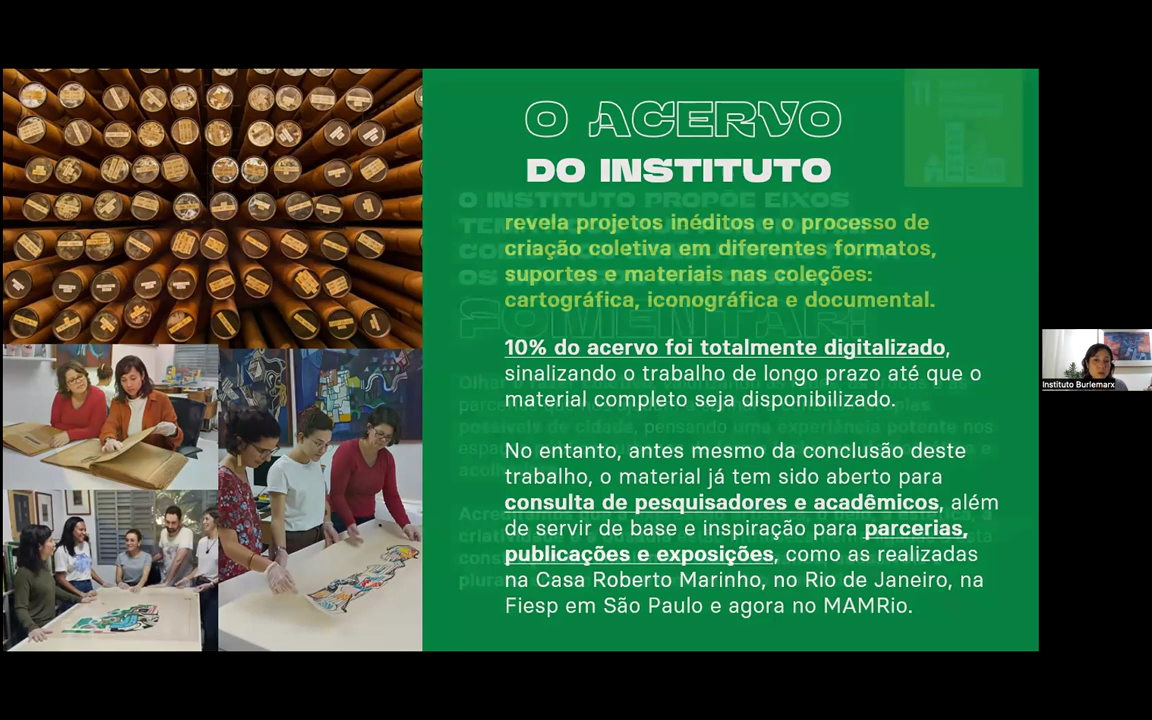 O ACERVO
DO INSTITUTO
O INSTITUTO PROPÕE EIXOS
revela projetos inéditos e o processo de
criação coletiva em diferentes formatos,
suportes e materiais nas coleções:
cartográfica, iconográfica e documental.
FOMENTAR:
10% do acervo foi totalmente digitalizado,
sinalizando o trabalho de longo prazo até que o
material completo seja disponibilizado.
No entanto, antes mesmo da conclusão deste
trabalho, o material já tem sido aberto para
consulta de pesquisadores e acadêmicos, além
de servir de base e inspiração para parcerias,
publicações e exposições, como as realizadas
na Casa Roberto Marinho, no Rio de Janeiro, na
Fiesp em São Paulo e agora no MAMRio.
Instituto Burlemarx